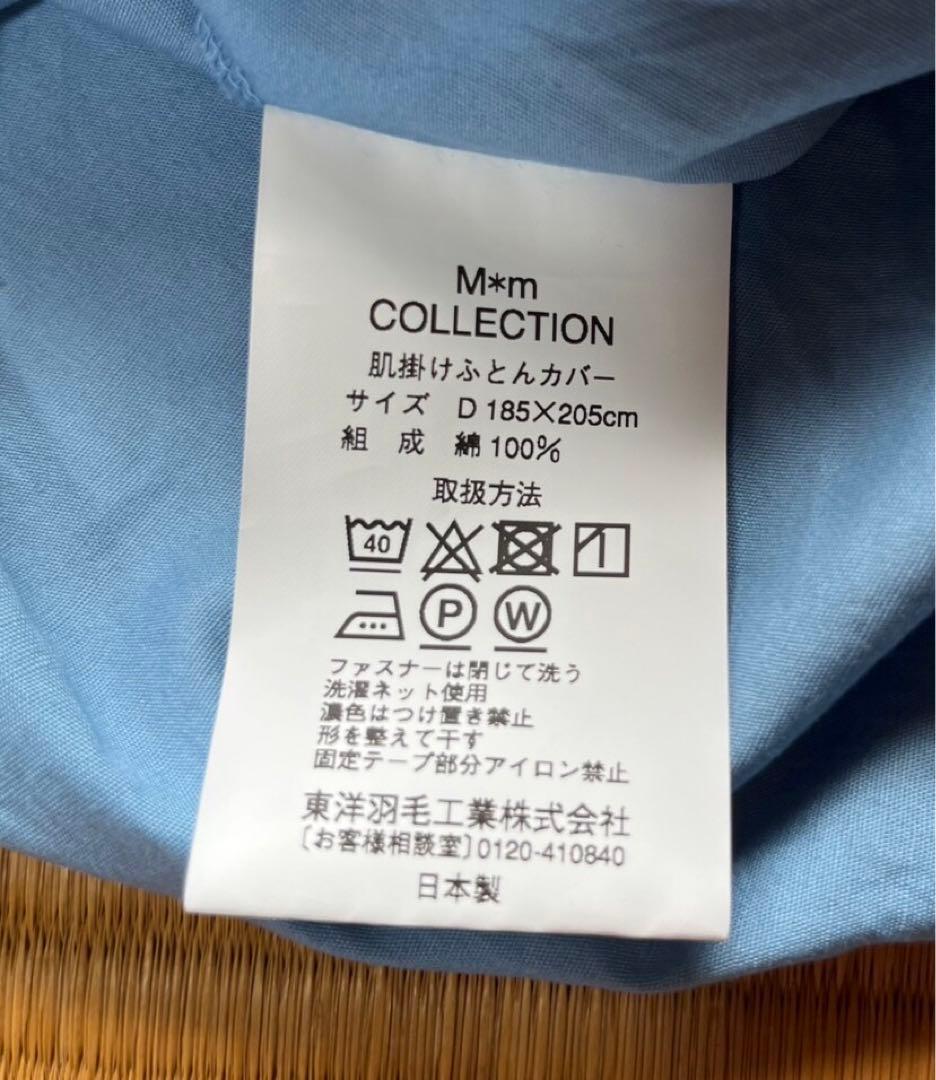 M*m
COLLECTION
肌掛けふとんカバー
サイズ D 185×205cm
組 成 綿 100%
取扱方法
40
P W
ファスナーは閉じて洗う
洗濯ネット使用
濃色はつけ置き禁止
形を整えて干す
固定テープ部分アイロン禁止
東洋羽毛工業株式会社
〔お客様相談室〕0120-410840
日本製